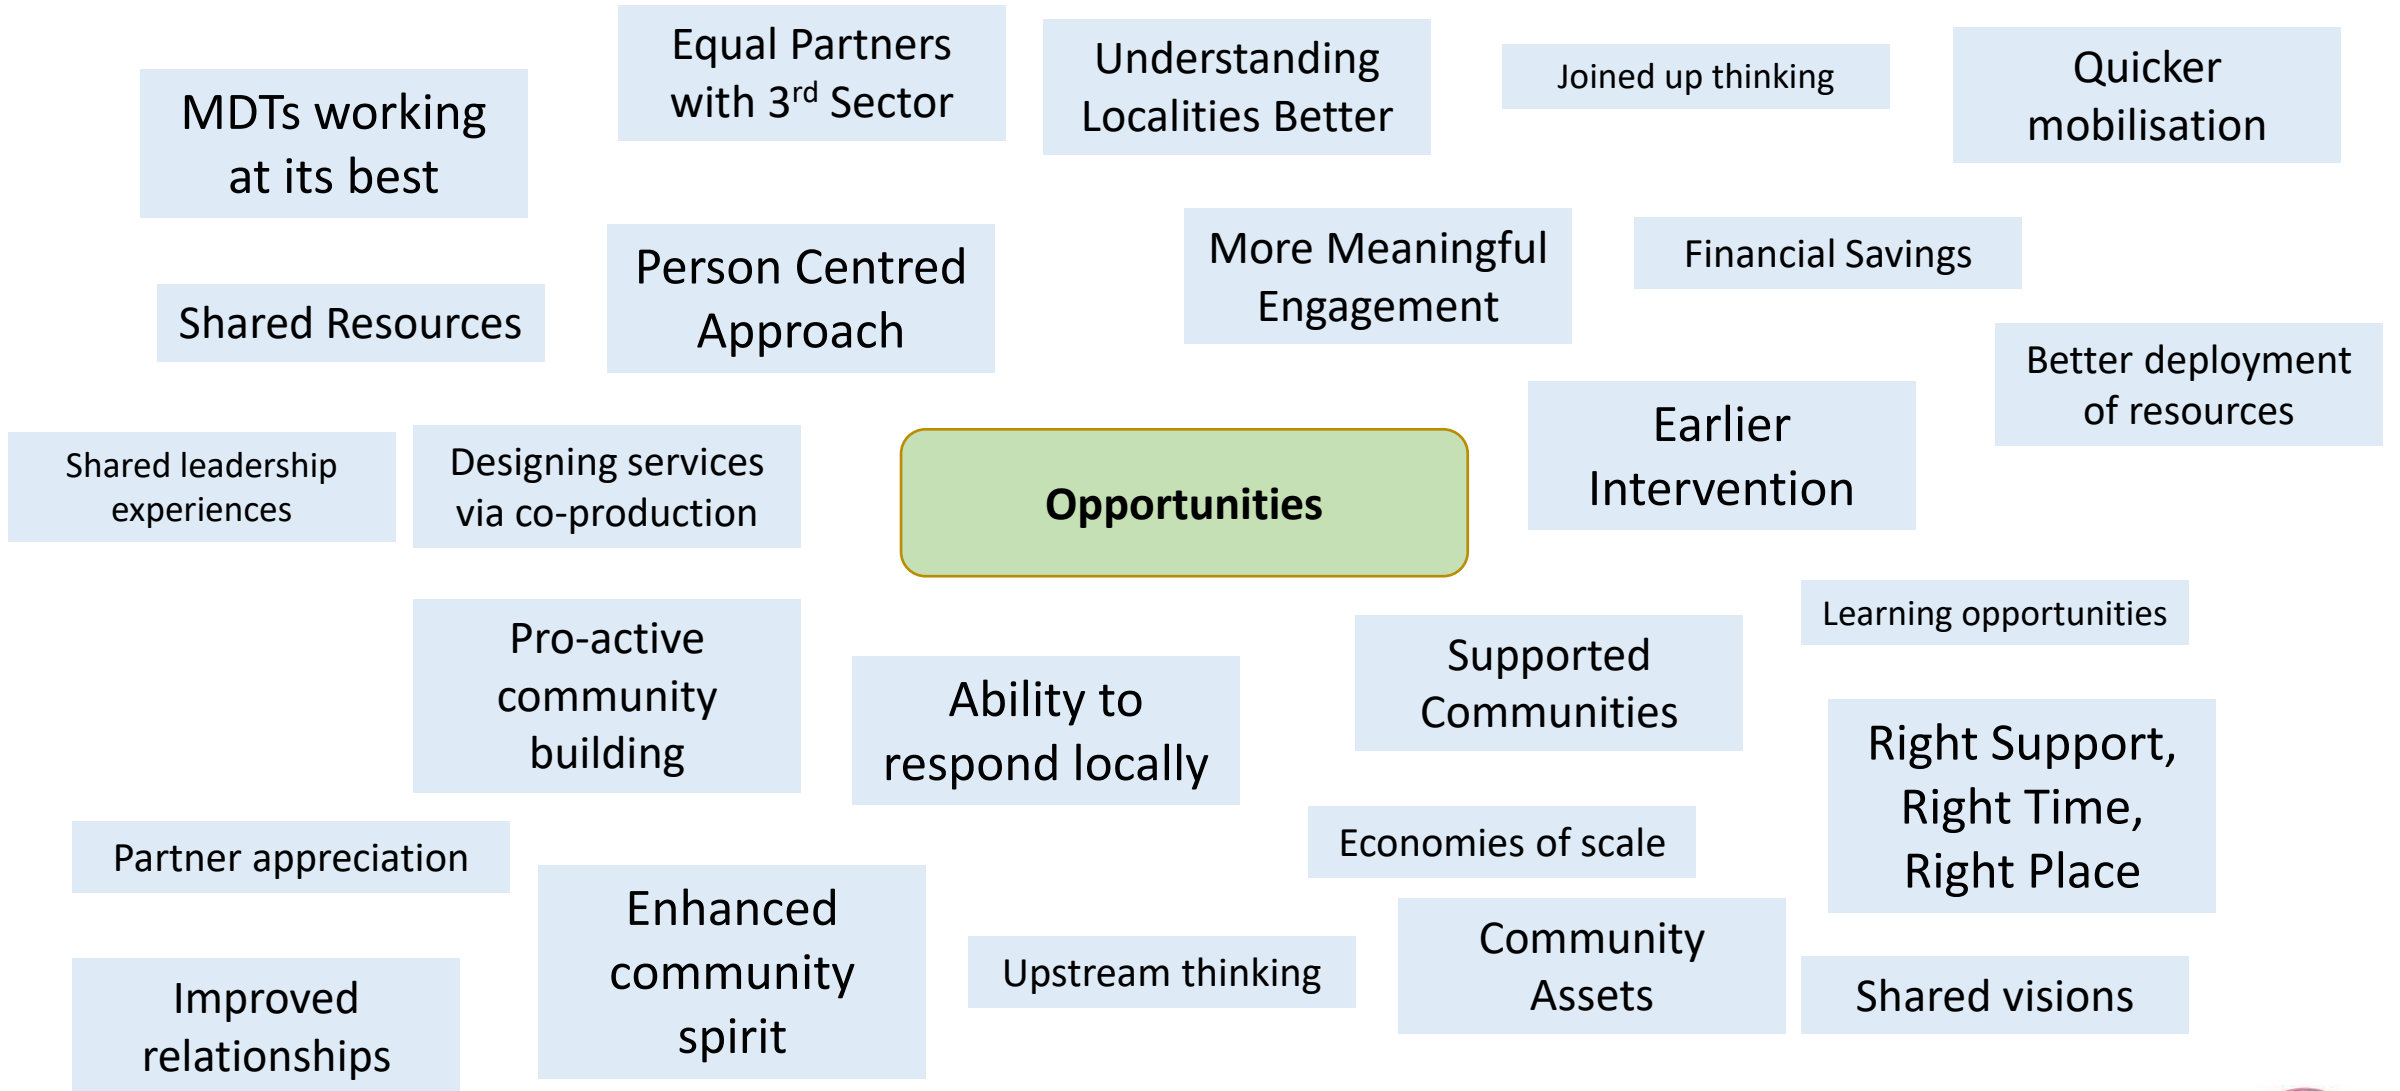 Equal Partners
with 3rd Sector
Understanding
Localities Better
Joined up thinking
Quicker
mobilisation
MDTs working
at its best
Person Centred
Approach
More Meaningful
Engagement
Financial Savings
Shared Resources
Better deployment
of resources
Earlier
Intervention
Shared leadership
experiences
Designing services
via co-production
Opportunities
Pro-active
community
building
Ability to
respond locally
Supported
Communities
Learning opportunities
Right Support,
Right Time,
Right Place
Partner appreciation
Economies of scale
Enhanced
community
spirit
Upstream thinking
Community
Assets
Shared visions
Improved
relationships